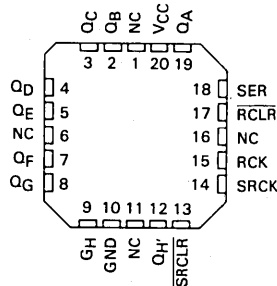 QC QB NC VCC QA
3 2 1 20 19
QD 4 18 SER
QE 5 17 R̅C̅L̅R̅
NC 6 16 NC
QF 7 15 RCK
QG 8 14 SRCK
9 10 11 12 13
GH GND NC QH' S̅R̅C̅L̅R̅